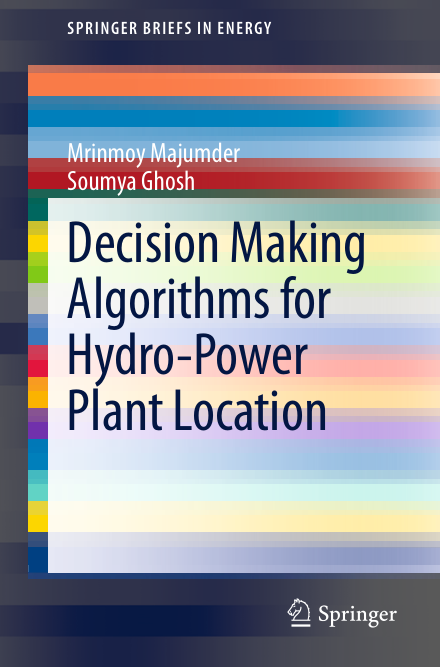 SPRINGER BRIEFS IN ENERGY
Mrinmoy Majumder
Soumya Ghosh
Decision Making
Algorithms for
Hydro-Power
Plant Location
Springer